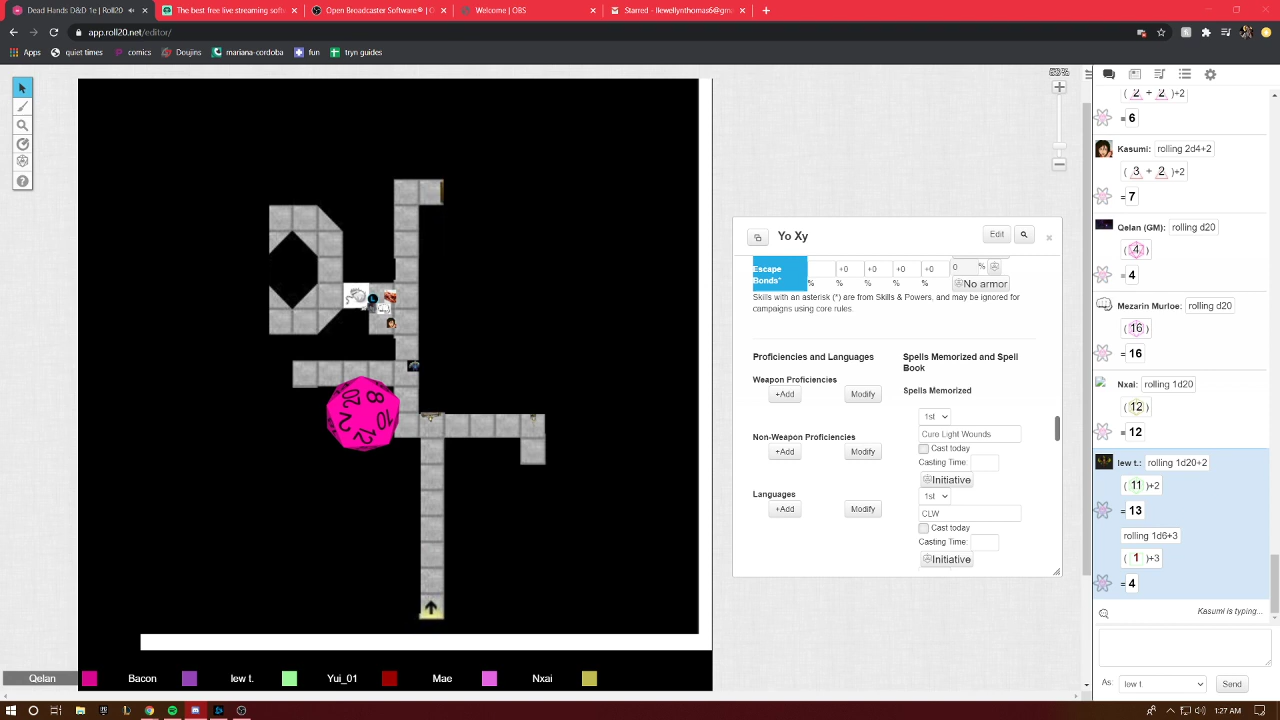 Dead Hands D&D 1e | Roll20
The best free live streaming softw
Open Broadcaster Software® | O
Welcome | OBS
Starred - llewellynthomas6@gma
app.roll20.net/editor/
Apps
quiet times
comics
Doujins
mariana-cordoba
fun
tryn guides
Kasumi: rolling 2d4+2
Qelan (GM): rolling d20
Mezarin Murloe: rolling d20
Nxai: rolling 1d20
lew t.: rolling 1d20+2
( 2 + 2 )+2
= 6
( 3 + 2 )+2
= 7
( 4 )
= 4
( 16 )
= 16
( 12 )
= 12
( 11 )+2
= 13
rolling 1d6+3
( 1 )+3
= 4
Kasumi is typing...
As: lew t
Send
Yo Xy
Edit
Escape Bonds*
% +0 % +0 % +0 % +0 % 0 %
No armor
Skills with an asterisk (*) are from Skills & Powers, and may be ignored for
campaigns using core rules.
Proficiencies and Languages
Weapon Proficiencies
+Add Modify
Non-Weapon Proficiencies
+Add Modify
Languages
+Add Modify
Spells Memorized and Spell
Book
Spells Memorized
1st
Cure Light Wounds
Cast today
Casting Time:
Initiative
1st
CLW
Cast today
Casting Time:
Initiative
20
8
2
10
12
L
Qelan
Bacon
lew t.
Yui_01
Mae
Nxai
1:27 AM